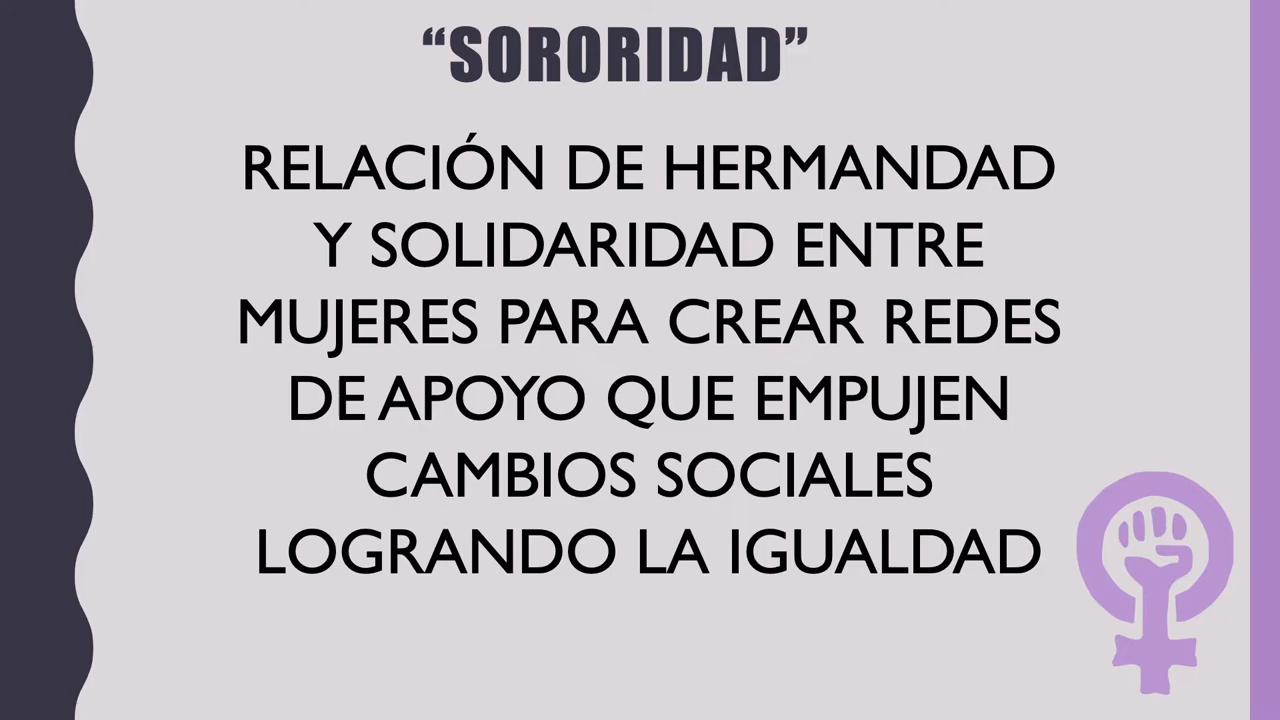 “SORORIDAD”
RELACIÓN DE HERMANDAD
Y SOLIDARIDAD ENTRE
MUJERES PARA CREAR REDES
DE APOYO QUE EMPUJEN
CAMBIOS SOCIALES
LOGRANDO LA IGUALDAD